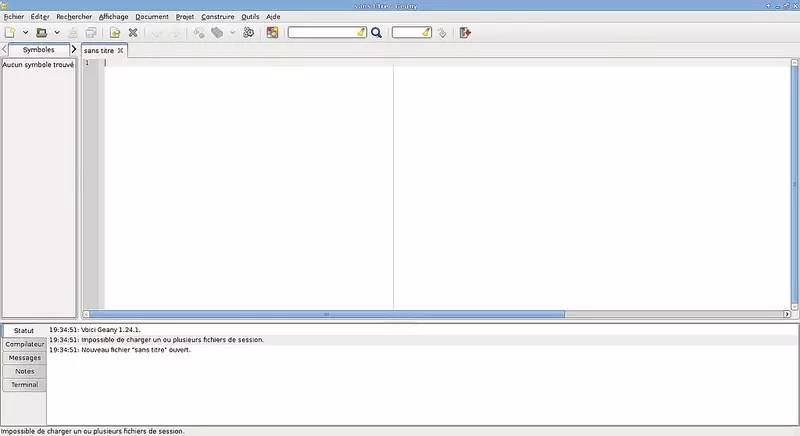 sans titre - Geany
Fichier Éditer Rechercher Affichage Document Projet Construire Outils Aide
Symboles
sans titre
Aucun symbole trouvé
1
Statut
Compilateur
Messages
Notes
Terminal
19:34:51: Voici Geany 1.24.1.
19:34:51: Impossible de charger un ou plusieurs fichiers de session.
19:34:51: Nouveau fichier "sans titre" ouvert.
Impossible de charger un ou plusieurs fichiers de session.